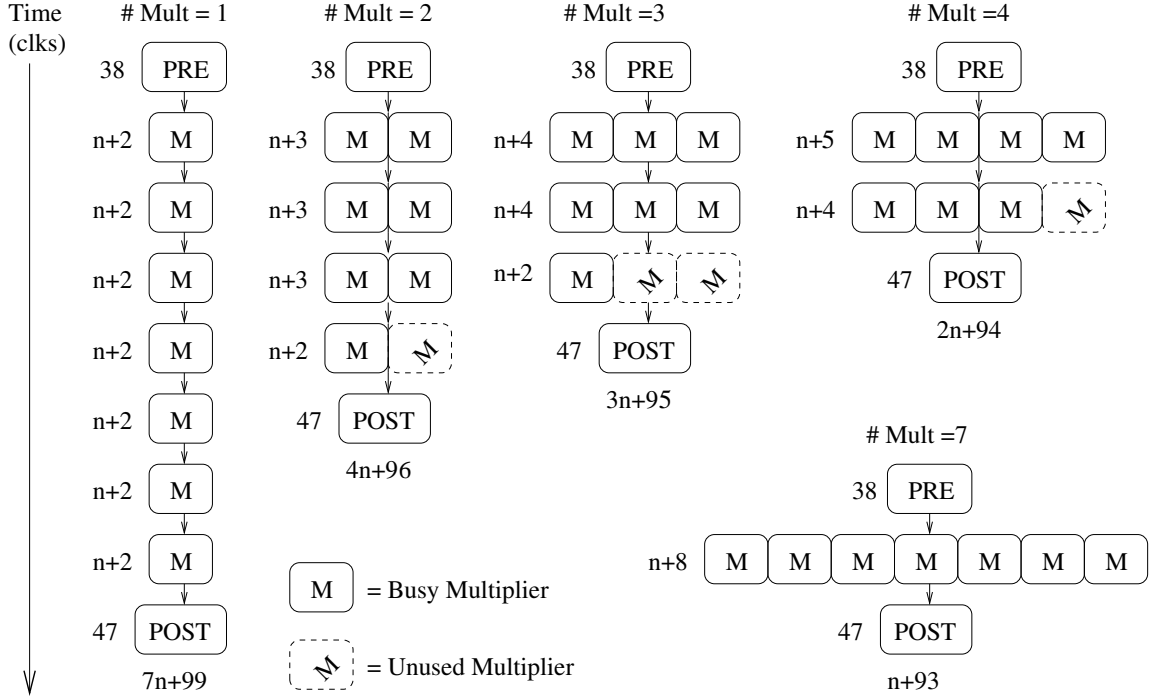 Time
(clks)
# Mult = 1
38 PRE
n+2 M
n+2 M
n+2 M
n+2 M
n+2 M
n+2 M
n+2 M
47 POST
7n+99
# Mult = 2
38 PRE
n+3 M M
n+3 M M
n+3 M M
n+2 M M
47 POST
4n+96
# Mult =3
38 PRE
n+4 M M M
n+4 M M M
n+2 M M M
47 POST
3n+95
# Mult =4
38 PRE
n+5 M M M M
n+4 M M M M
47 POST
2n+94
# Mult =7
38 PRE
n+8 M M M M M M M
47 POST
n+93
M = Busy Multiplier
M = Unused Multiplier